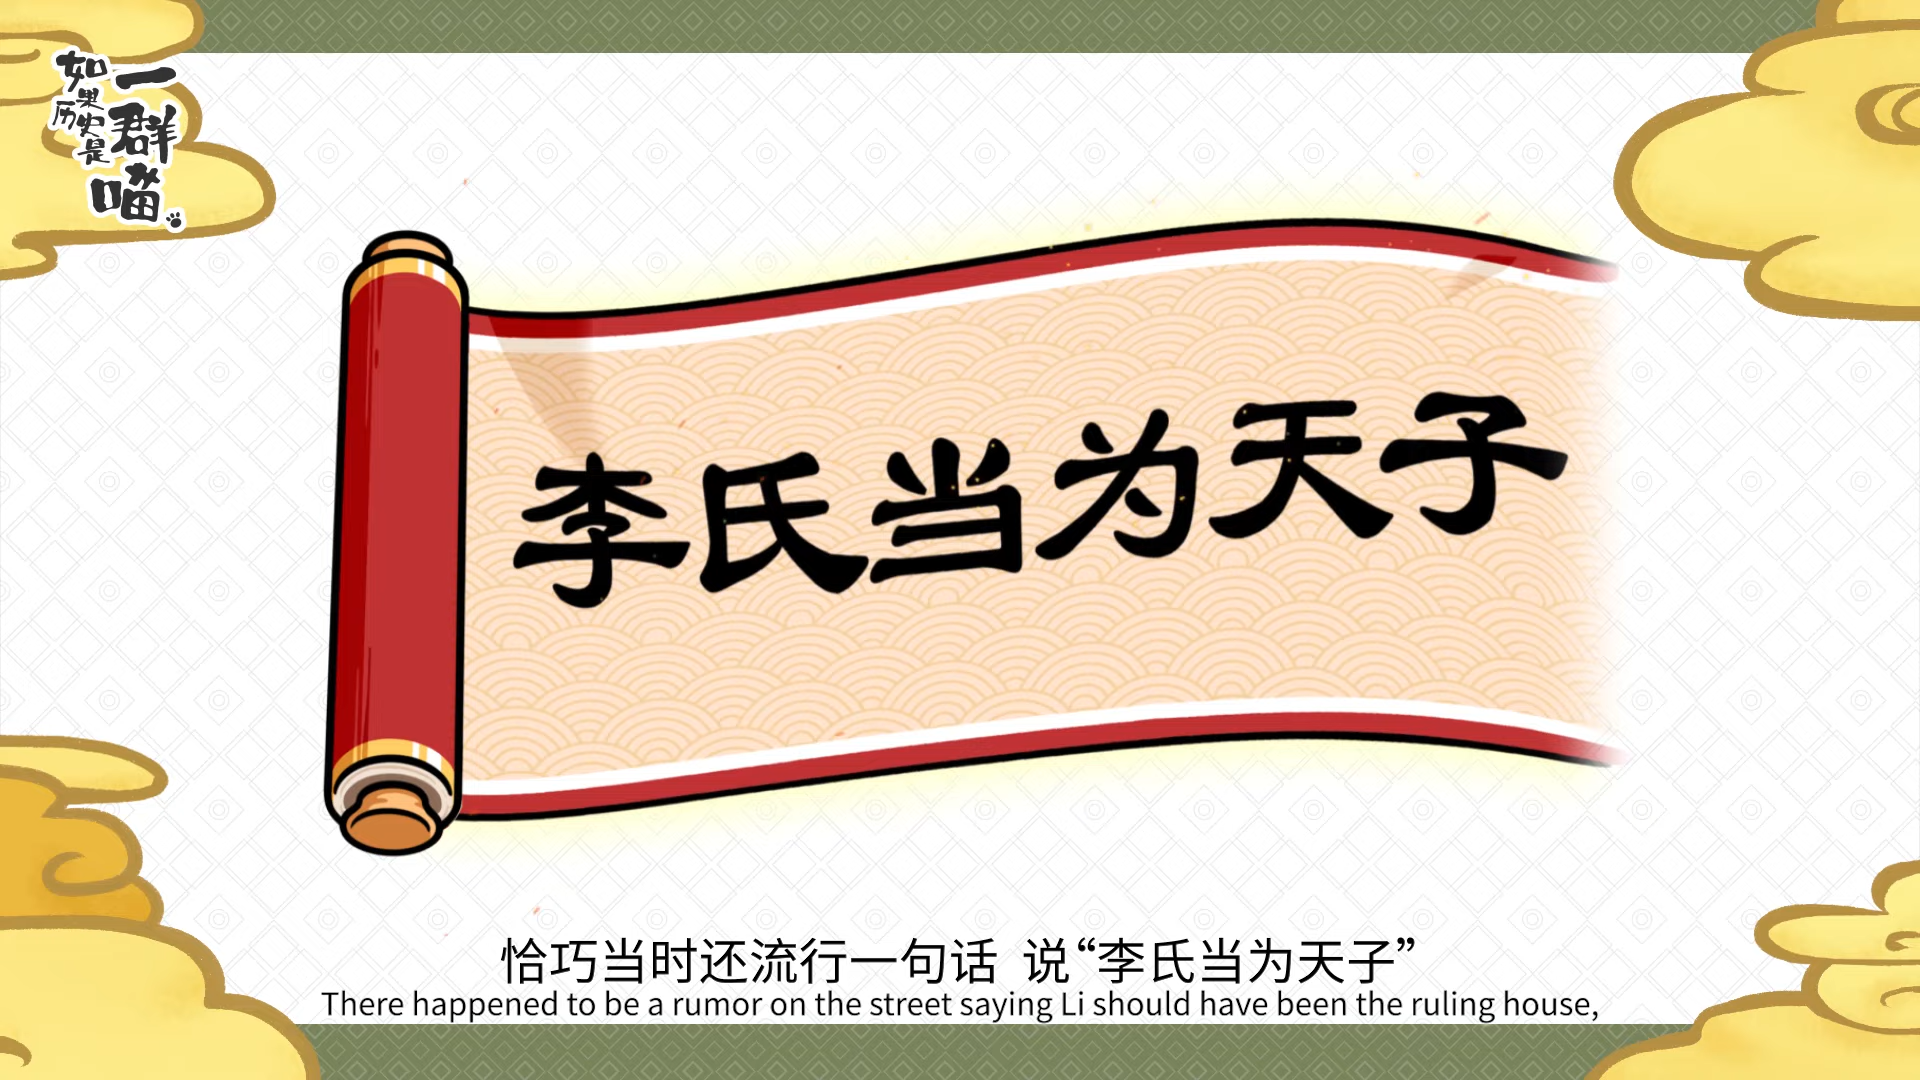 如果历史是
一群喵
李氏当为天子
恰巧当时还流行一句话 说“李氏当为天子”
There happened to be a rumor on the street saying Li should have been the ruling house,